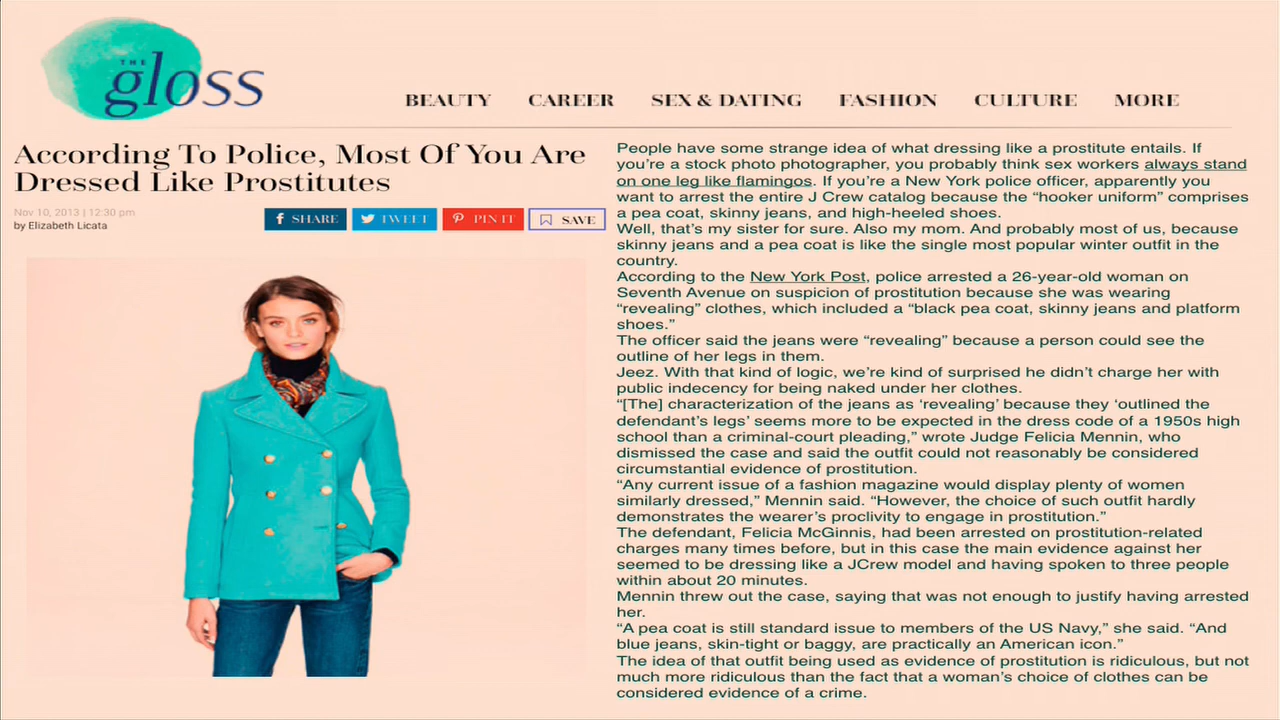 THE
gloss
BEAUTY
CAREER
SEX & DATING
FASHION
CULTURE
MORE
According To Police, Most Of You Are
Dressed Like Prostitutes
Nov 10, 2013 | 12:30 pm
by Elizabeth Licata
SHARE
TWEET
PIN IT
SAVE
People have some strange idea of what dressing like a prostitute entails. If
you’re a stock photo photographer, you probably think sex workers always stand
on one leg like flamingos. If you’re a New York police officer, apparently you
want to arrest the entire J Crew catalog because the “hooker uniform” comprises
a pea coat, skinny jeans, and high-heeled shoes.
Well, that’s my sister for sure. Also my mom. And probably most of us, because
skinny jeans and a pea coat is like the single most popular winter outfit in the
country.
According to the New York Post, police arrested a 26-year-old woman on
Seventh Avenue on suspicion of prostitution because she was wearing
“revealing” clothes, which included a “black pea coat, skinny jeans and platform
shoes.”
The officer said the jeans were “revealing” because a person could see the
outline of her legs in them.
Jeez. With that kind of logic, we’re kind of surprised he didn’t charge her with
public indecency for being naked under her clothes.
“[The] characterization of the jeans as ‘revealing’ because they ‘outlined the
defendant’s legs’ seems more to be expected in the dress code of a 1950s high
school than a criminal-court pleading,” wrote Judge Felicia Mennin, who
dismissed the case and said the outfit could not reasonably be considered
circumstantial evidence of prostitution.
“Any current issue of a fashion magazine would display plenty of women
similarly dressed,” Mennin said. “However, the choice of such outfit hardly
demonstrates the wearer’s proclivity to engage in prostitution.”
The defendant, Felicia McGinnis, had been arrested on prostitution-related
charges many times before, but in this case the main evidence against her
seemed to be dressing like a JCrew model and having spoken to three people
within about 20 minutes.
Mennin threw out the case, saying that was not enough to justify having arrested
her.
“A pea coat is still standard issue to members of the US Navy,” she said. “And
blue jeans, skin-tight or baggy, are practically an American icon.”
The idea of that outfit being used as evidence of prostitution is ridiculous, but not
much more ridiculous than the fact that a woman’s choice of clothes can be
considered evidence of a crime.